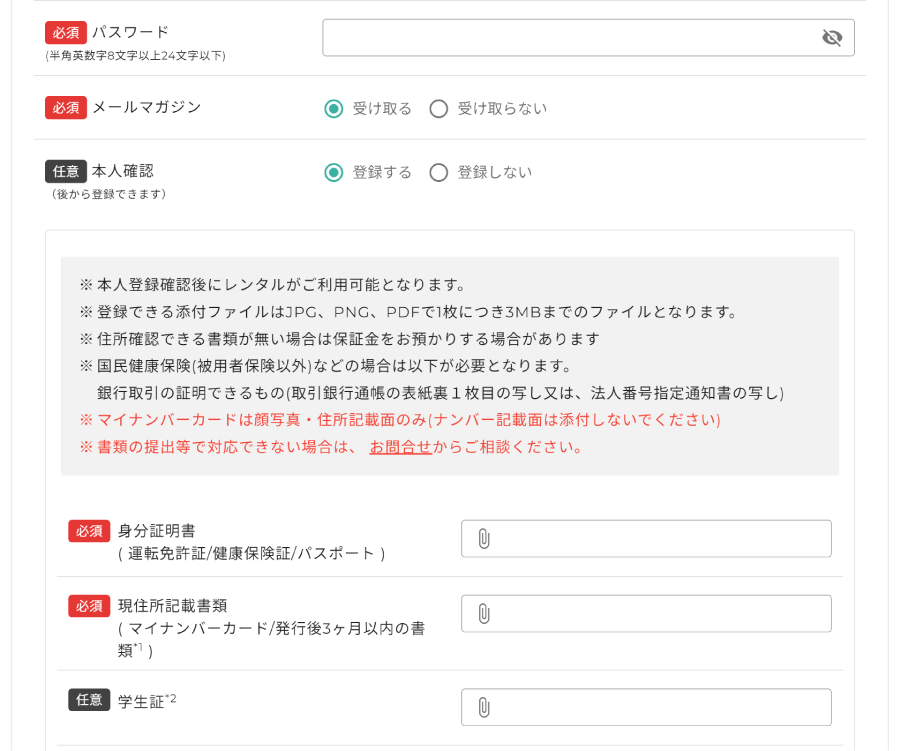 必須 パスワード
(半角英数字8文字以上24文字以下)
必須 メールマガジン 受け取る 受け取らない
任意 本人確認 登録する 登録しない
（後から登録できます）
※ 本人登録確認後にレンタルがご利用可能となります。
※ 登録できる添付ファイルはJPG、PNG、PDFで1枚につき3MBまでのファイルとなります。
※ 住所確認できる書類が無い場合は保証金をお預かりする場合があります
※ 国民健康保険(被用者保険以外)などの場合は以下が必要となります。
銀行取引の証明できるもの(取引銀行通帳の表紙裏１枚目の写し又は、法人番号指定通知書の写し)
※ マイナンバーカードは顔写真・住所記載面のみ(ナンバー記載面は添付しないでください)
※ 書類の提出等で対応できない場合は、 お問合せからご相談ください。
必須 身分証明書
( 運転免許証/健康保険証/パスポート )
必須 現住所記載書類
( マイナンバーカード/発行後3ヶ月以内の書
類*1 )
任意 学生証*2